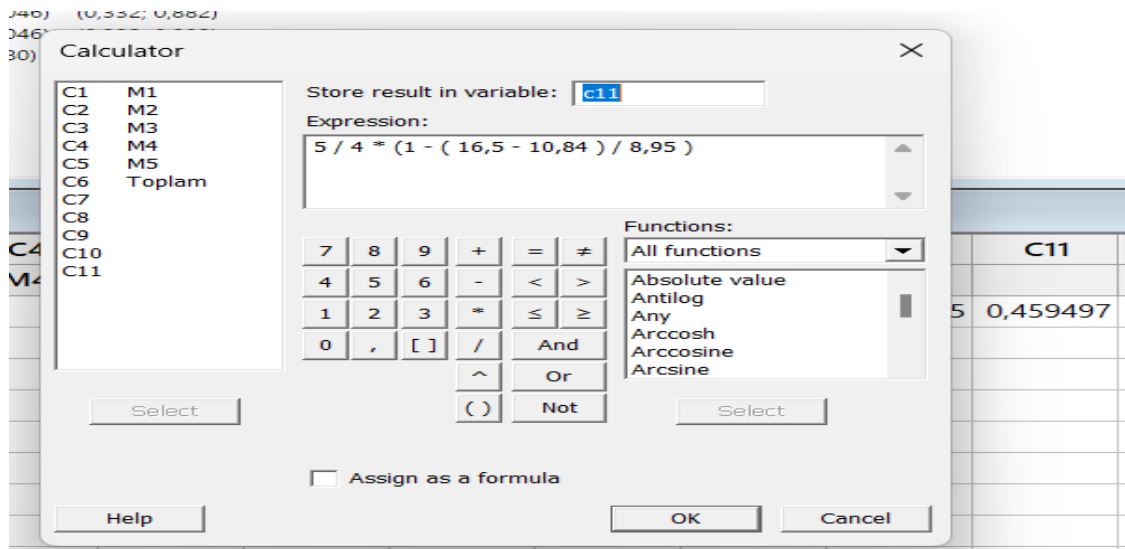 (0,332; 0,882)
Calculator
C1 M1
C2 M2
C3 M3
C4 M4
C5 M5
C6 Toplam
C7
C8
C9
C10
C11
Select
Store result in variable: c11
Expression:
5 / 4 * (1 - ( 16,5 - 10,84 ) / 8,95 )
7 8 9 + = ≠
4 5 6 - < >
1 2 3 * ≤ ≥
0 , [ ] / And
^ Or
( ) Not
Functions:
All functions
Absolute value
Antilog
Any
Arccosh
Arccosine
Arcsine
Select
Assign as a formula
Help OK Cancel
C4 C11
M4
5 0,459497